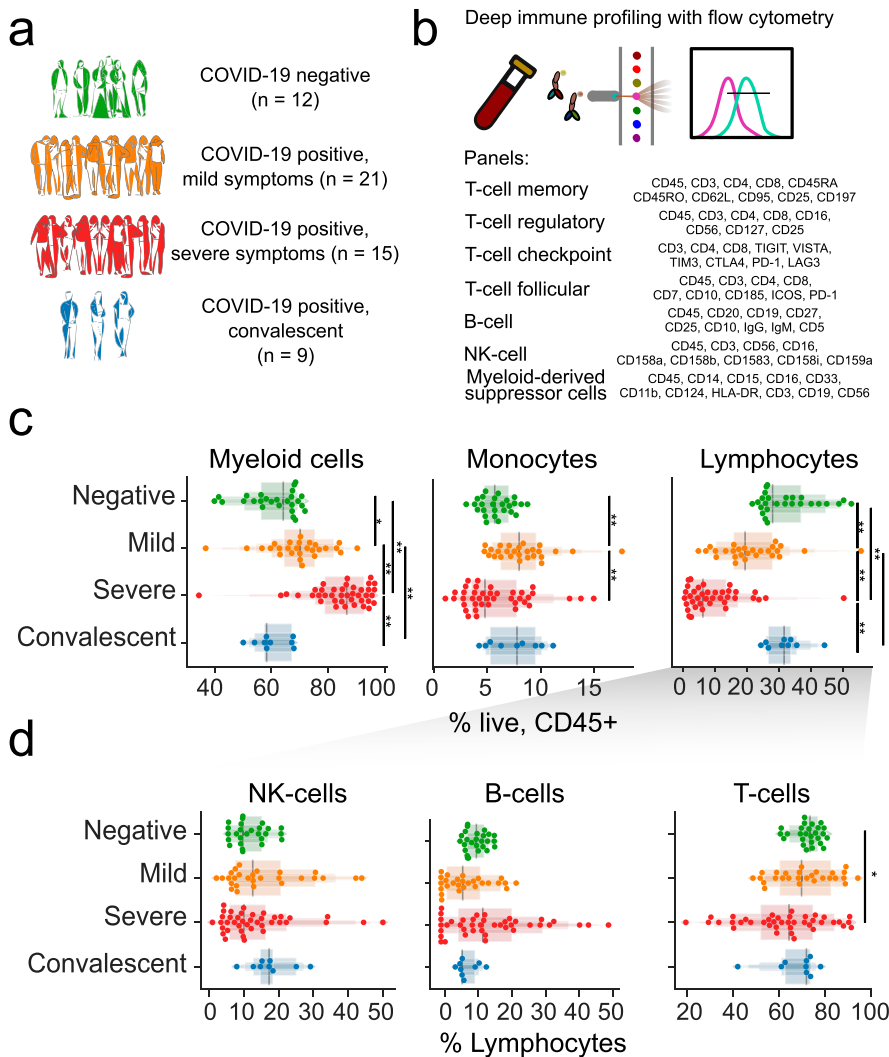 a
COVID-19 negative
(n = 12)
COVID-19 positive,
mild symptoms (n = 21)
COVID-19 positive,
severe symptoms (n = 15)
COVID-19 positive,
convalescent
(n = 9)
b
Deep immune profiling with flow cytometry
Panels:
T-cell memory
CD45, CD3, CD4, CD8, CD45RA
CD45RO, CD62L, CD95, CD25, CD197
T-cell regulatory
CD45, CD3, CD4, CD8, CD16,
CD56, CD127, CD25
T-cell checkpoint
CD3, CD4, CD8, TIGIT, VISTA,
TIM3, CTLA4, PD-1, LAG3
T-cell follicular
CD45, CD3, CD4, CD8,
CD7, CD10, CD185, ICOS, PD-1
B-cell
CD45, CD20, CD19, CD27,
CD25, CD10, IgG, IgM, CD5
NK-cell
CD45, CD3, CD56, CD16,
CD158a, CD158b, CD1583, CD158i, CD159a
Myeloid-derived
suppressor cells
CD45, CD14, CD15, CD16, CD33,
CD11b, CD124, HLA-DR, CD3, CD19, CD56
c
Myeloid cells
Monocytes
Lymphocytes
Negative
Mild
Severe
Convalescent
* ** ** ** ** **
** **
** ** ** ** **
40 60 80 100
0 5 10 15
0 10 20 30 40 50
% live, CD45+
d
NK-cells
B-cells
T-cells
Negative
Mild
Severe
Convalescent
*
0 10 20 30 40 50
0 10 20 30 40 50
20 40 60 80 100
% Lymphocytes